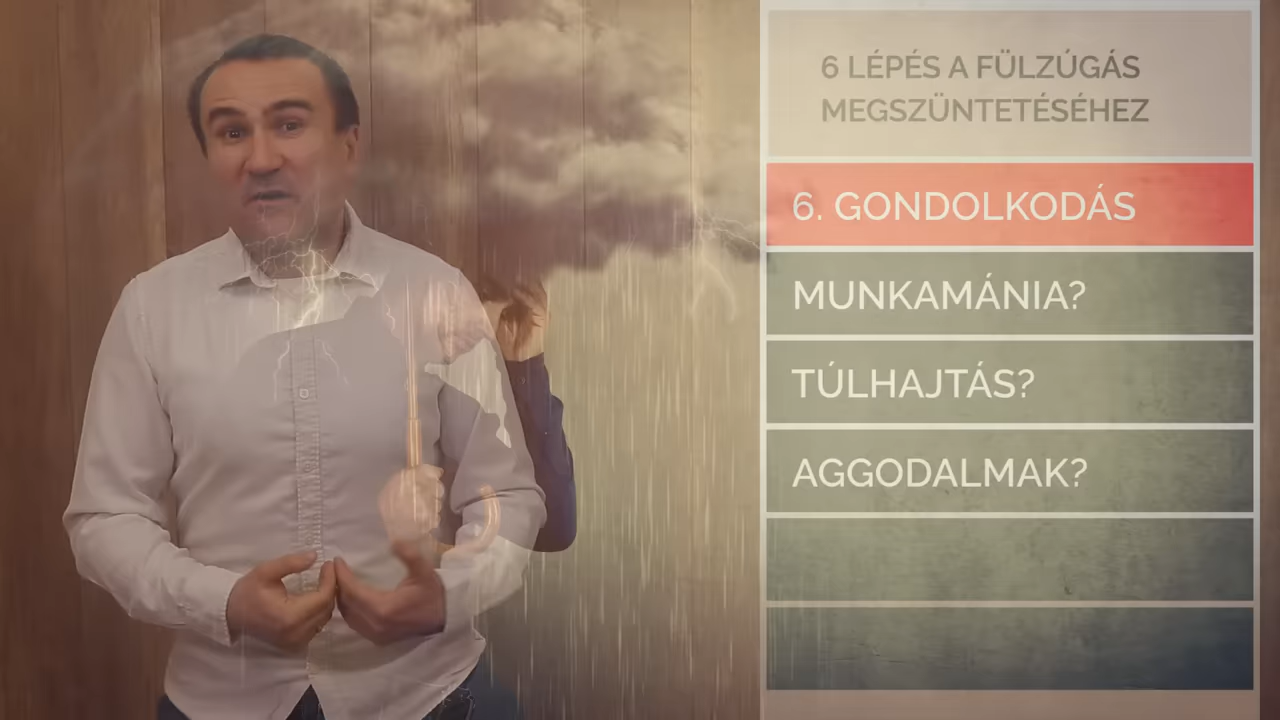 6 LÉPÉS A FÜLZÚGÁS
MEGSZÜNTETÉSÉHEZ
6. GONDOLKODÁS
MUNKAMÁNIA?
TÚLHAJTÁS?
AGGODALMAK?